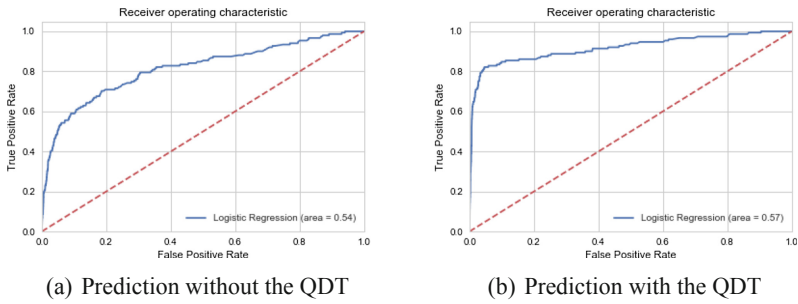 Receiver operating characteristic
True Positive Rate
1.0
0.8
0.6
0.4
0.2
0.0
Logistic Regression (area = 0.54)
0.0 0.2 0.4 0.6 0.8 1.0
False Positive Rate
(a) Prediction without the QDT
Receiver operating characteristic
True Positive Rate
1.0
0.8
0.6
0.4
0.2
0.0
Logistic Regression (area = 0.57)
0.0 0.2 0.4 0.6 0.8 1.0
False Positive Rate
(b) Prediction with the QDT